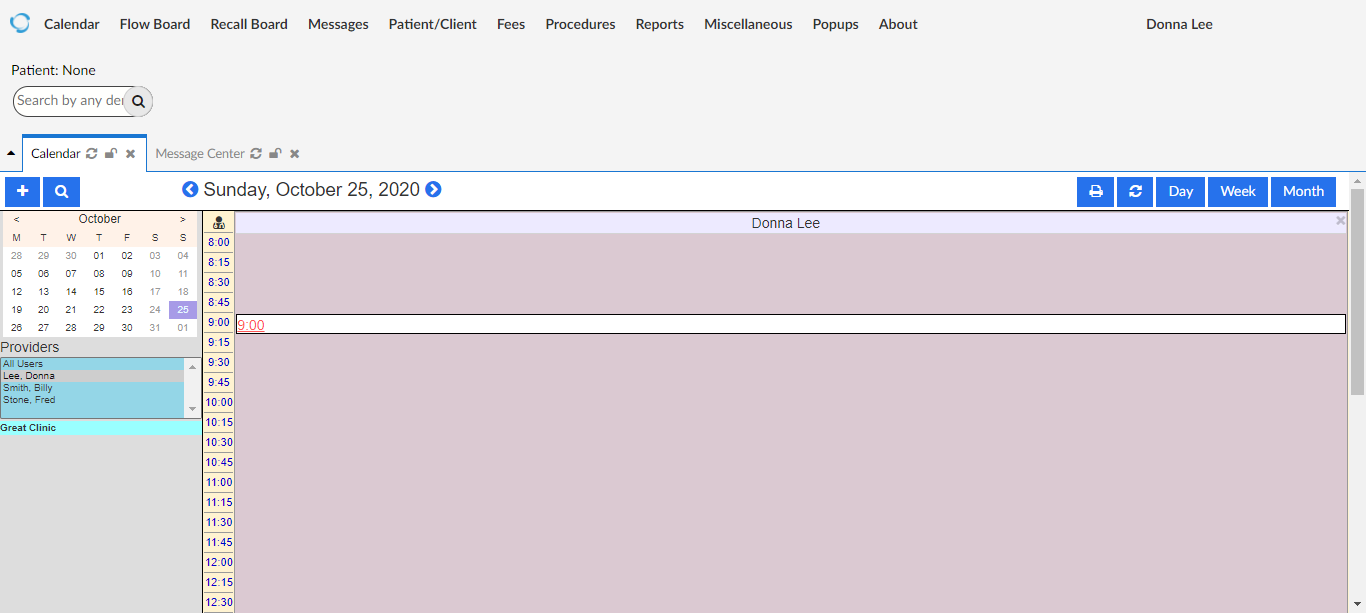 Calendar Flow Board Recall Board Messages Patient/Client Fees Procedures Reports Miscellaneous Popups About Donna Lee
Patient: None
Search by any der
Calendar Message Center
Sunday, October 25, 2020 Day Week Month
< October >
M T W T F S S
28 29 30 01 02 03 04
05 06 07 08 09 10 11
12 13 14 15 16 17 18
19 20 21 22 23 24 25
26 27 28 29 30 31 01
Providers
All Users
Lee, Donna
Smith, Billy
Stone, Fred
Great Clinic
Donna Lee
8:00
8:15
8:30
8:45
9:00 9:00
9:15
9:30
9:45
10:00
10:15
10:30
10:45
11:00
11:15
11:30
11:45
12:00
12:15
12:30